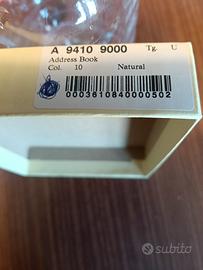 A 9410 9000 Tg. U
Address Book
Col. 10 Natural
0003610840000502
subito